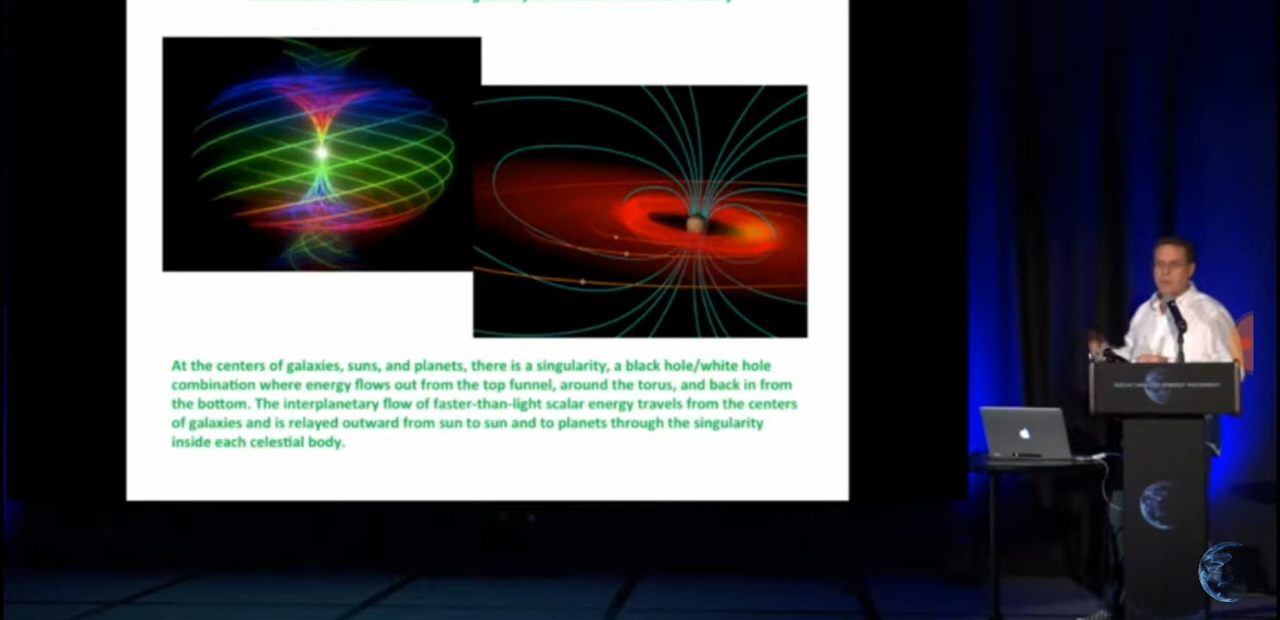 At the centers of galaxies, suns, and planets, there is a singularity, a black hole/white hole
combination where energy flows out from the top funnel, around the torus, and back in from
the bottom. The interplanetary flow of faster-than-light scalar energy travels from the centers
of galaxies and is relayed outward from sun to sun and to planets through the singularity
inside each celestial body.
ENERGY MOVEMENT